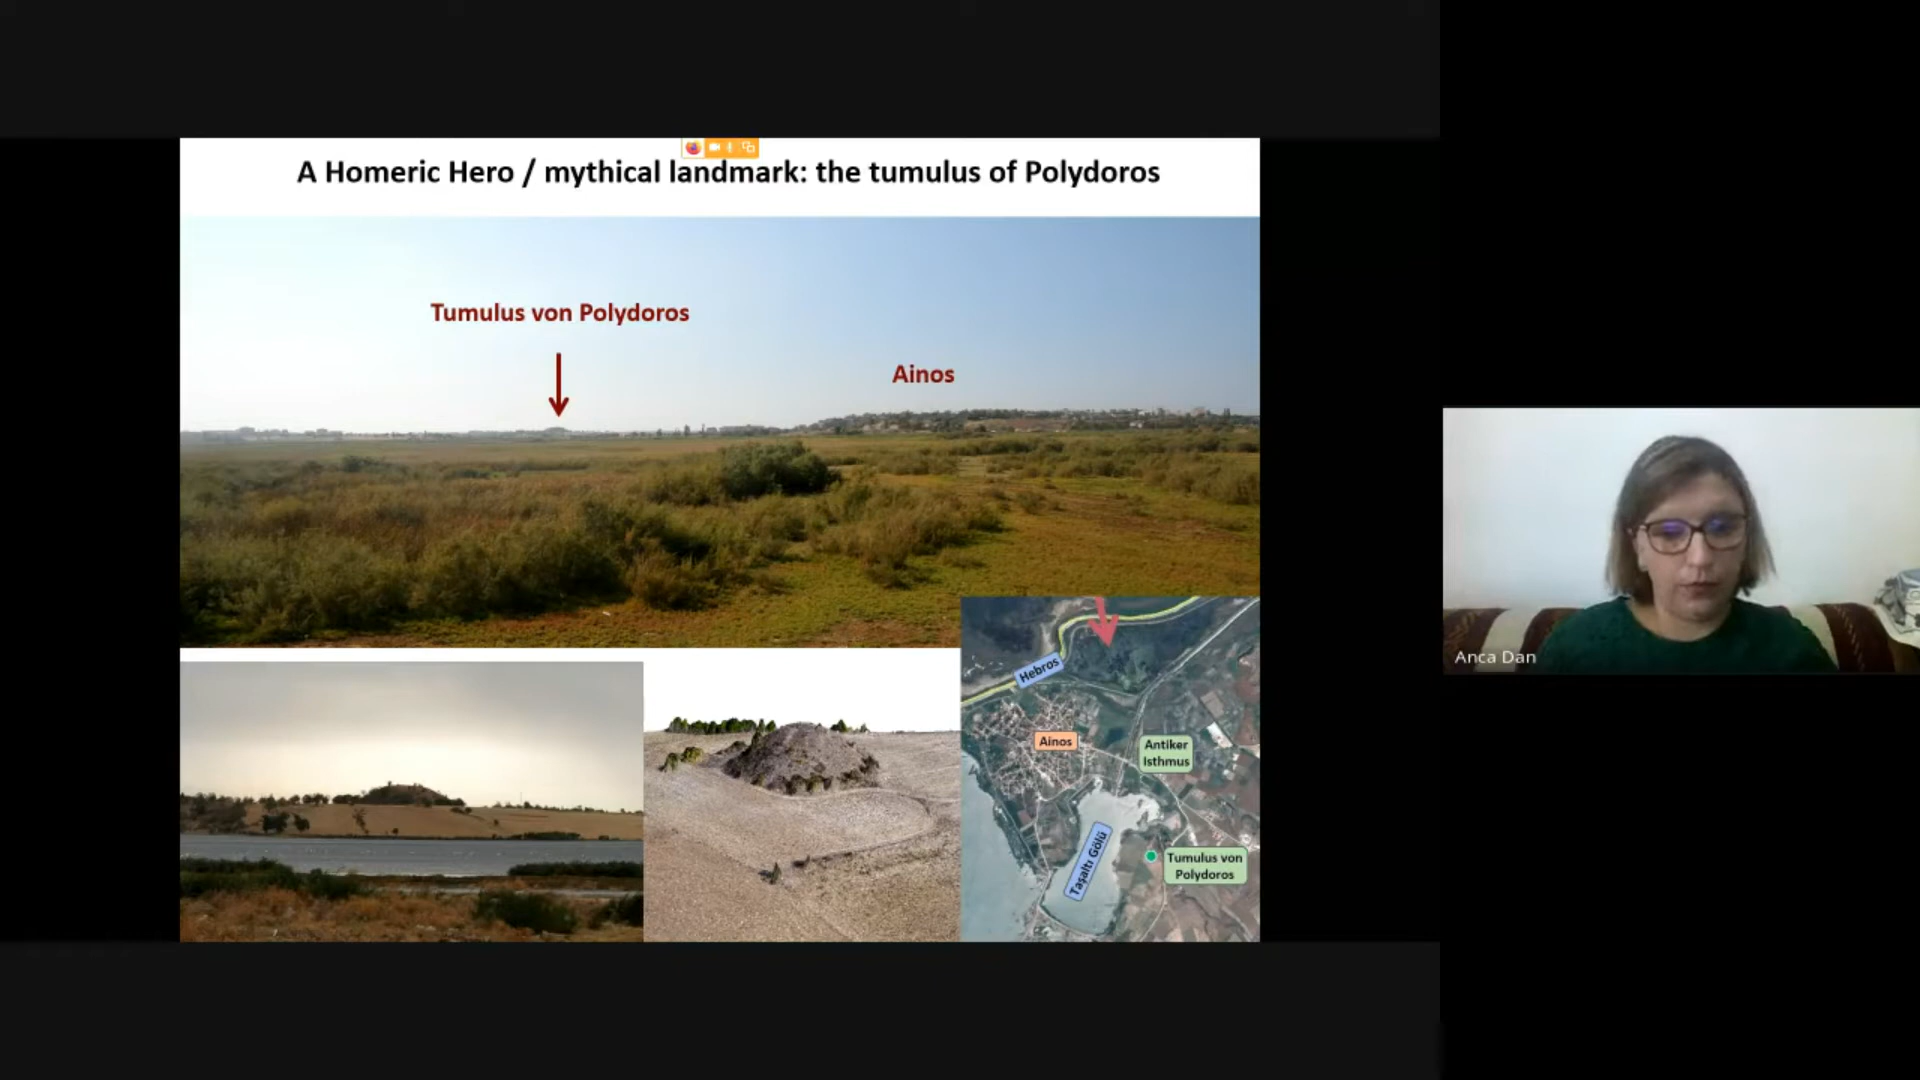 A Homeric Hero / mythical landmark: the tumulus of Polydoros
Tumulus von Polydoros
Ainos
Hebros
Ainos
Antiker
Isthmus
Taşaltı Gölü
Tumulus von
Polydoros
Anca Dan